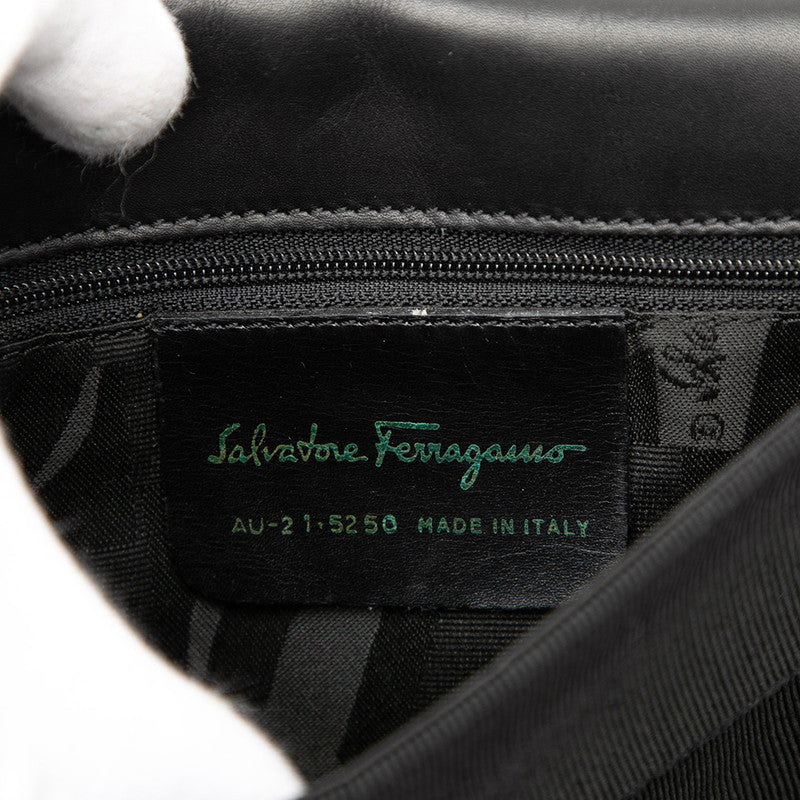 Salvatore Ferragamo
AU-21·5250 MADE IN ITALY